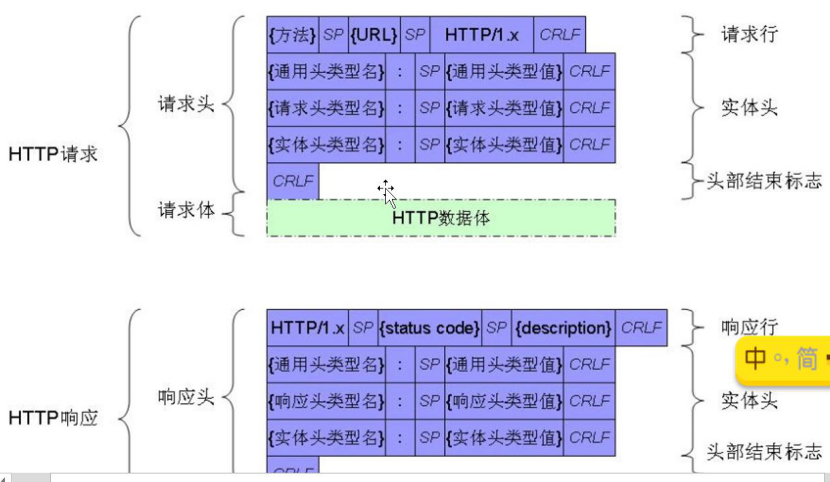 {方法} SP {URL} SP HTTP/1.x CRLF 请求行
{通用头类型名} : SP {通用头类型值} CRLF
请求头 {请求头类型名} : SP {请求头类型值} CRLF 实体头
{实体头类型名} : SP {实体头类型值} CRLF
HTTP请求
CRLF 头部结束标志
请求体 HTTP数据体
HTTP/1.x SP {status code} SP {description} CRLF 响应行
{通用头类型名} : SP {通用头类型值} CRLF
中 °, 简
响应头 {响应头类型名} : SP {响应头类型值} CRLF 实体头
HTTP响应
{实体头类型名} : SP {实体头类型值} CRLF
头部结束标志
CRLF